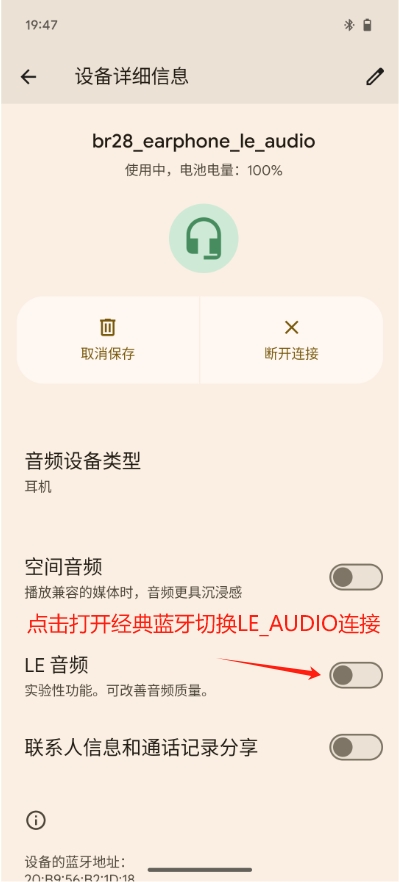 19:47
设备详细信息
br28_earphone_le_audio
使用中，电池电量：100%
取消保存
断开连接
音频设备类型
耳机
空间音频
播放兼容的媒体时，音频更具沉浸感
点击打开经典蓝牙切换LE_AUDIO连接
LE 音频
实验性功能。可改善音频质量。
联系人信息和通话记录分享
设备的蓝牙地址：
20:B9:56:B2:1D:18